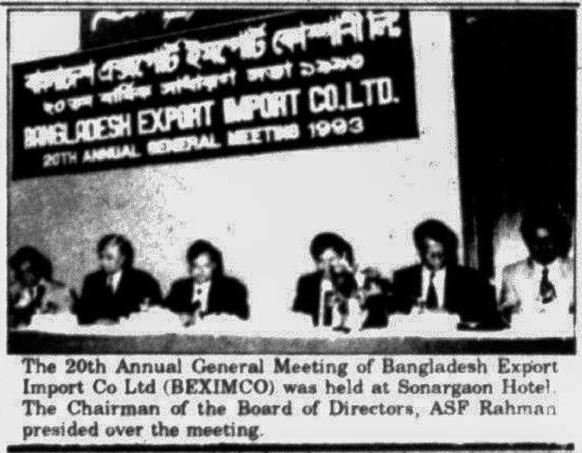 বাংলাদেশ এক্সপোর্ট ইমপোর্ট কোম্পানী লিঃ
২০তম বার্ষিক সাধারণ সভা ১৯৯৩
BANGLADESH EXPORT IMPORT CO. LTD.
20TH ANNUAL GENERAL MEETING 1993
The 20th Annual General Meeting of Bangladesh Export
Import Co Ltd (BEXIMCO) was held at Sonargaon Hotel.
The Chairman of the Board of Directors, ASF Rahman
presided over the meeting.